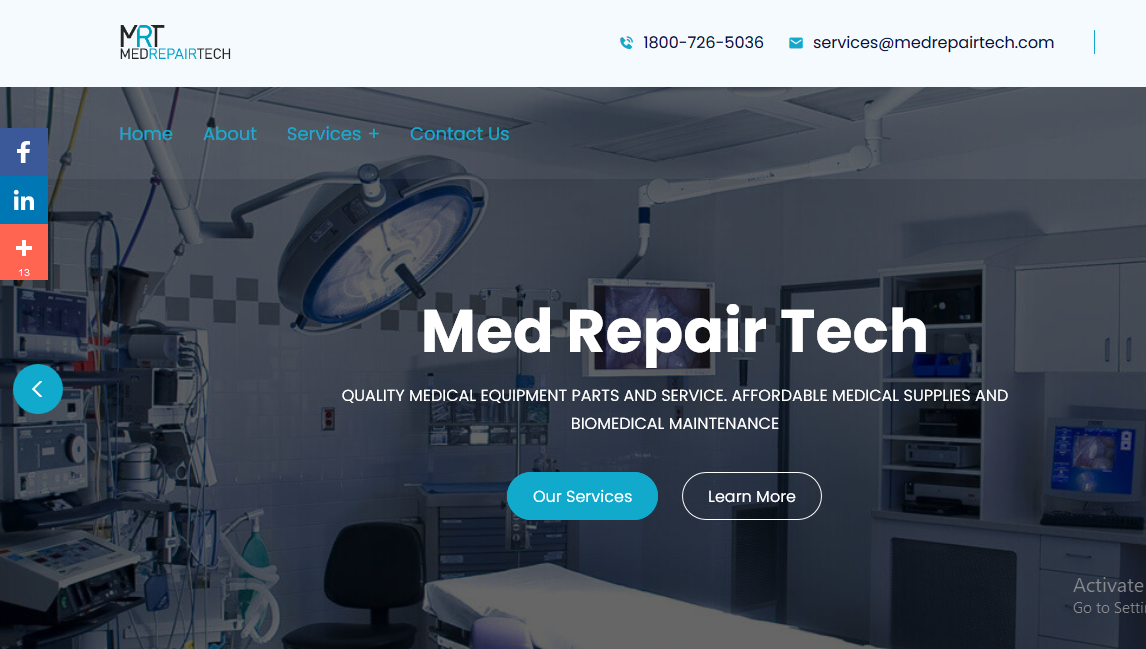 MRT
MEDREPAIRTECH
1800-726-5036
services@medrepairtech.com
Home
About
Services +
Contact Us
f
in
13
Med Repair Tech
QUALITY MEDICAL EQUIPMENT PARTS AND SERVICE. AFFORDABLE MEDICAL SUPPLIES AND
BIOMEDICAL MAINTENANCE
Our Services
Learn More
Activate
Go to Setti